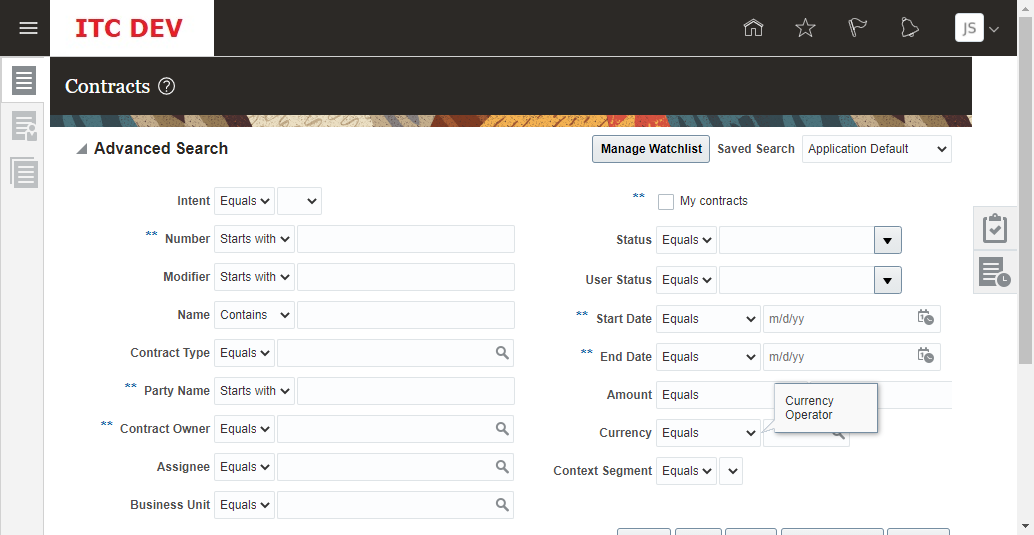 ITC DEV
JS
Contracts ?
Advanced Search
Manage Watchlist Saved Search Application Default
Intent Equals
** Number Starts with
Modifier Starts with
Name Contains
Contract Type Equals
** Party Name Starts with
** Contract Owner Equals
Assignee Equals
Business Unit Equals
** My contracts
Status Equals
User Status Equals
** Start Date Equals m/d/yy
** End Date Equals m/d/yy
Amount Equals
Currency Equals
Currency
Operator
Context Segment Equals